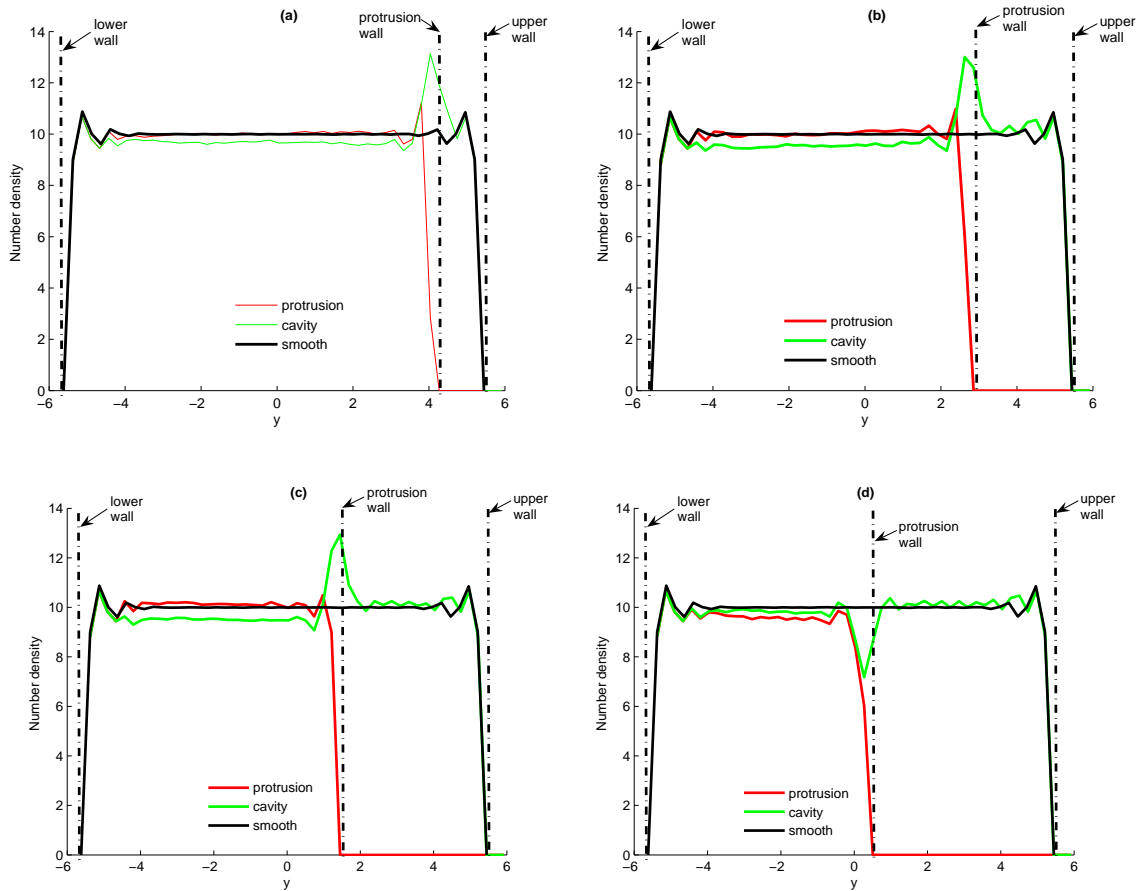 (a)
lower
wall
protrusion
wall
upper
wall
14
12
10
8
6
4
2
0
Number density
protrusion
cavity
smooth
−6
−4
−2
0
2
4
6
y
(b)
lower
wall
protrusion
wall
upper
wall
14
12
10
8
6
4
2
0
Number density
protrusion
cavity
smooth
−6
−4
−2
0
2
4
6
y
(c)
lower
wall
protrusion
wall
upper
wall
14
12
10
8
6
4
2
0
Number density
protrusion
cavity
smooth
−6
−4
−2
0
2
4
6
y
(d)
lower
wall
protrusion
wall
upper
wall
14
12
10
8
6
4
2
0
Number density
protrusion
cavity
smooth
−6
−4
−2
0
2
4
6
y